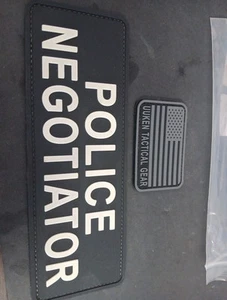 POLICE
NEGOTIATOR
UUKEN TACTICAL GEAR